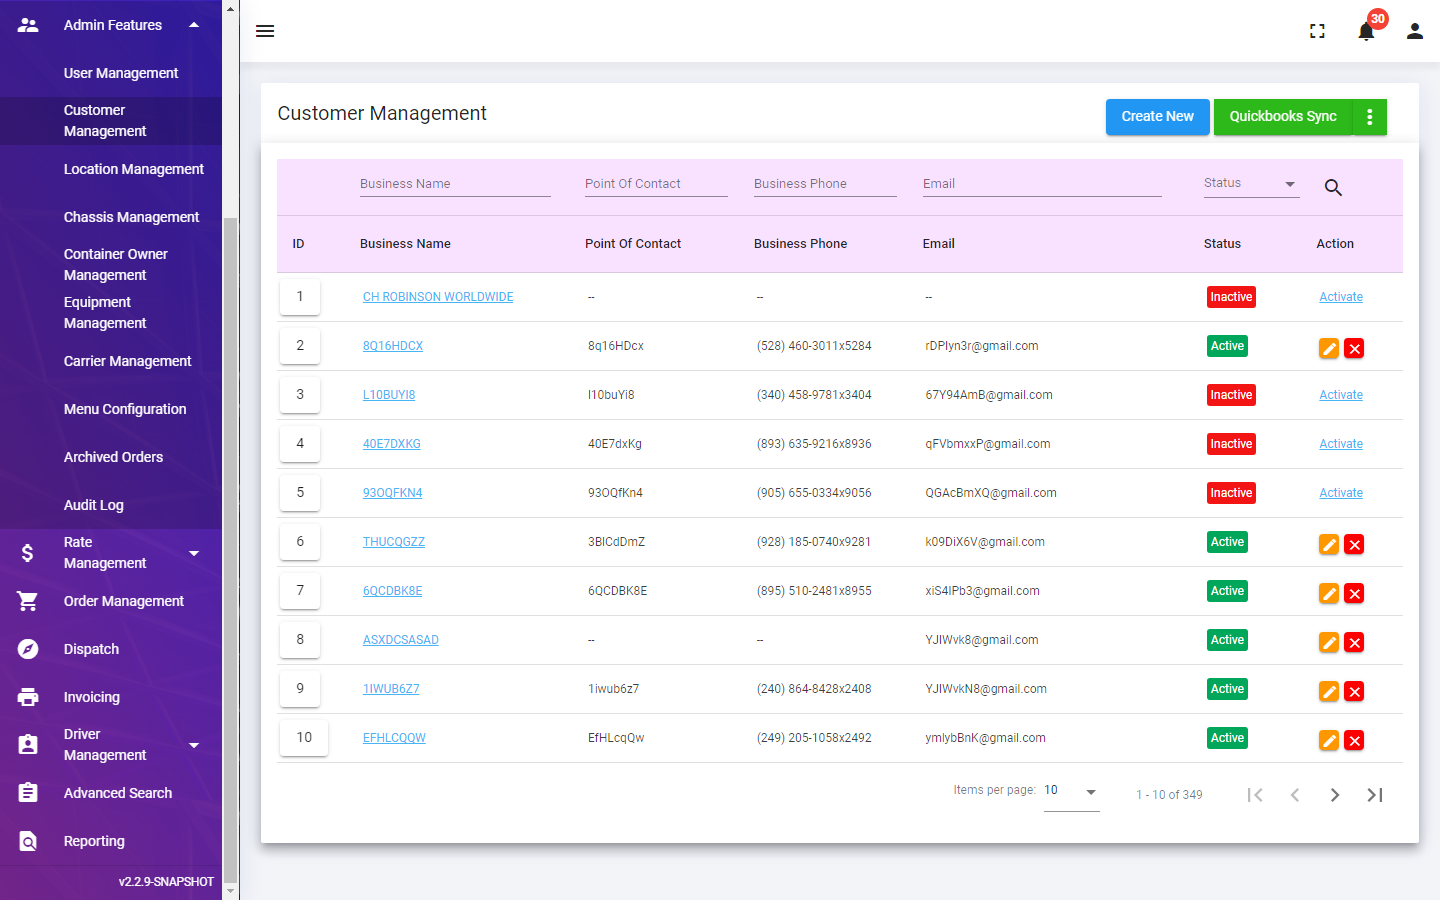 Admin Features
User Management
Customer
Management
Location Management
Chassis Management
Container Owner
Management
Equipment
Management
Carrier Management
Menu Configuration
Archived Orders
Audit Log
Rate
Management
Order Management
Dispatch
Invoicing
Driver
Management
Advanced Search
Reporting
v2.2.9-SNAPSHOT
30
Customer Management
Create New
Quickbooks Sync
Business Name Point Of Contact Business Phone Email Status
ID Business Name Point Of Contact Business Phone Email Status Action
1 CH ROBINSON WORLDWIDE -- -- -- Inactive Activate
2 8Q16HDCX 8q16HDcx (528) 460-3011x5284 rDPlyn3r@gmail.com Active
3 L10BUYI8 l10buYi8 (340) 458-9781x3404 67Y94AmB@gmail.com Inactive Activate
4 40E7DXKG 40E7dxKg (893) 635-9216x8936 qFVbmxxP@gmail.com Inactive Activate
5 93OQFKN4 93OQfKn4 (905) 655-0334x9056 QGAcBmXQ@gmail.com Inactive Activate
6 THUCQGZZ 3BICdDmZ (928) 185-0740x9281 k09DiX6V@gmail.com Active
7 6QCDBK8E 6QCDBK8E (895) 510-2481x8955 xiS4IPb3@gmail.com Active
8 ASXDCSASAD -- -- YJIWvk8@gmail.com Active
9 1IWUB6Z7 1iwub6z7 (240) 864-8428x2408 YJIWvkN8@gmail.com Active
10 EFHLCQQW EfHLcqQw (249) 205-1058x2492 ymlybBnK@gmail.com Active
Items per page: 10 1 - 10 of 349